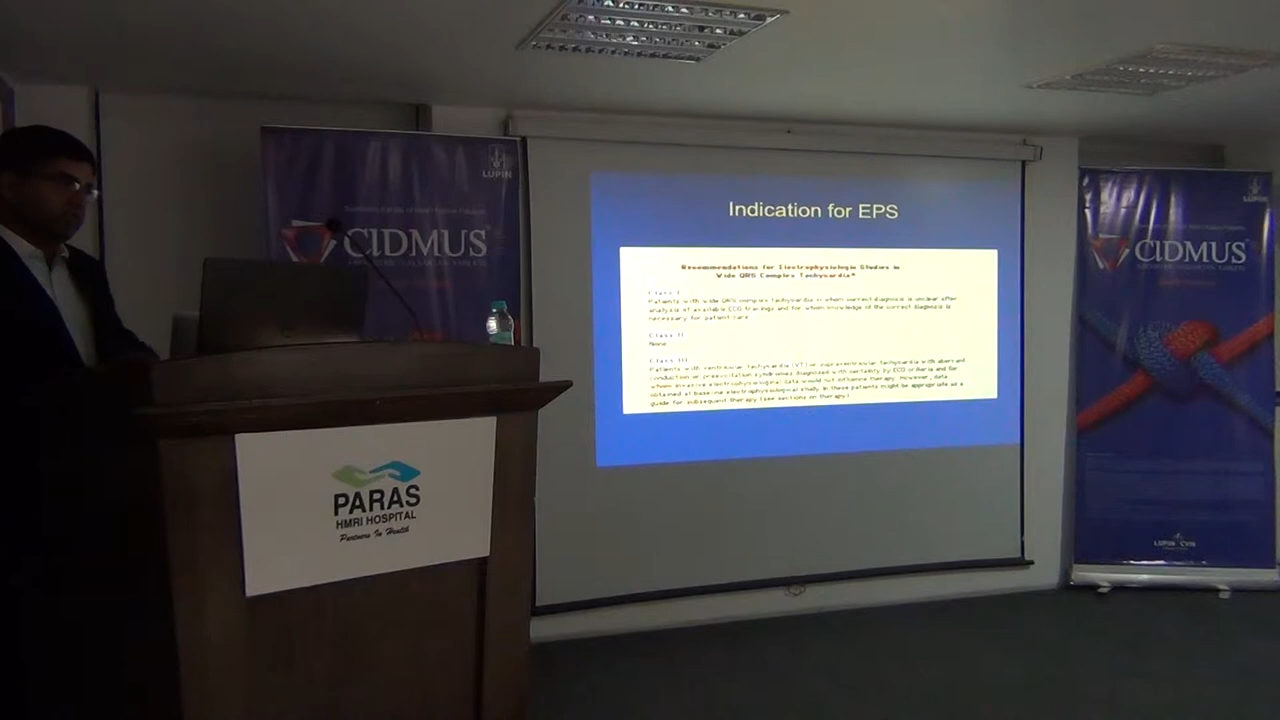 LUPIN
CIDMUS
Indication for EPS
Recommendations for Electrophysiologic Studies in
Wide QRS Complex Tachycardia*
Class I
Patients with wide QRS complex tachycardia in whom correct diagnosis is unclear after
analysis of available ECG tracings and for whom knowledge of the correct diagnosis is
necessary for patient care
Class II
None
Class III
Patients with ventricular tachycardia (VT) or supraventricular tachycardia with aberrant
conduction or preexcitation syndromes diagnosed with certainty by ECG criteria and for
whom invasive electrophysiological data would not influence therapy. However, data
obtained at baseline electrophysiological study in these patients might be appropriate as a
guide for subsequent therapy (see sections on therapy)
PARAS
HMRI HOSPITAL
Partners In Health
LUPIN
CIDMUS
LUPIN